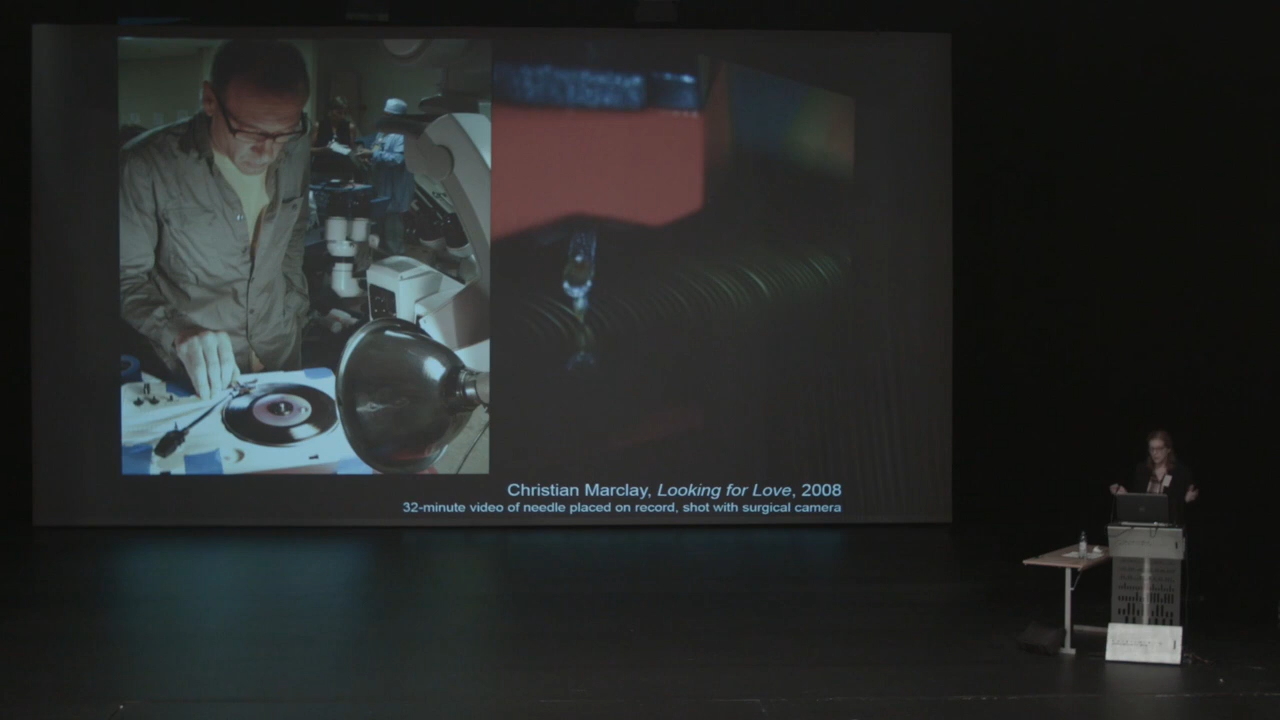 Christian Marclay, Looking for Love, 2008
32-minute video of needle placed on record, shot with surgical camera